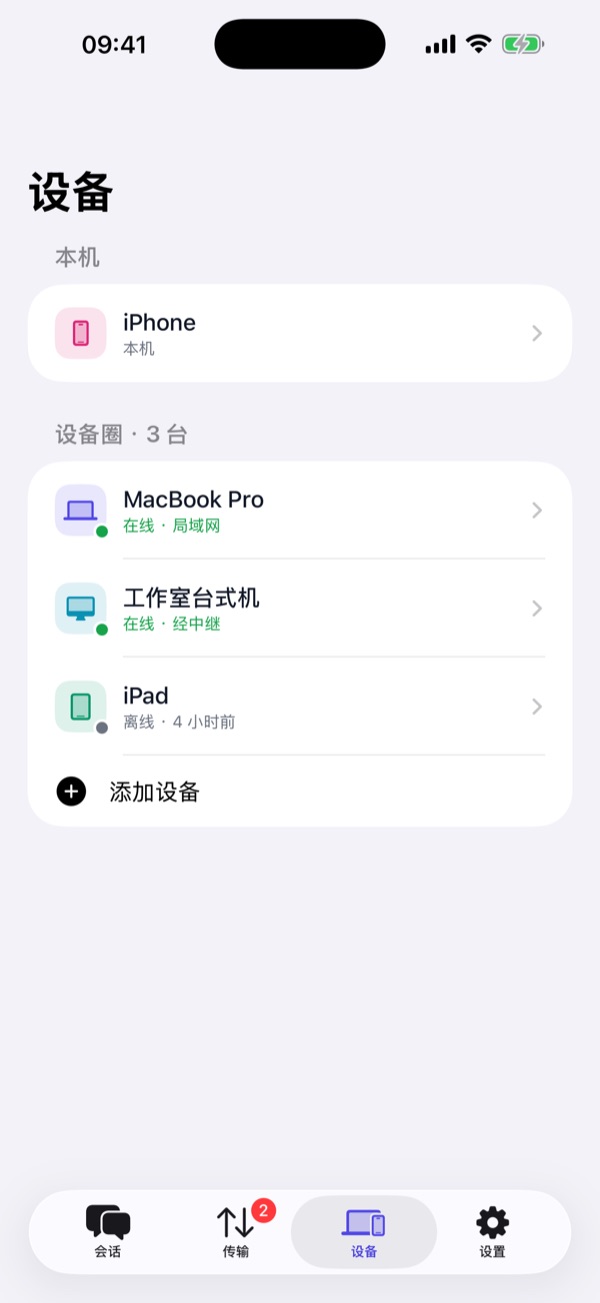 09:41
设备
本机
iPhone
本机
设备圈 · 3 台
MacBook Pro
在线 · 局域网
工作室台式机
在线 · 经中继
iPad
离线 · 4 小时前
添加设备
2
会话
传输
设备
设置